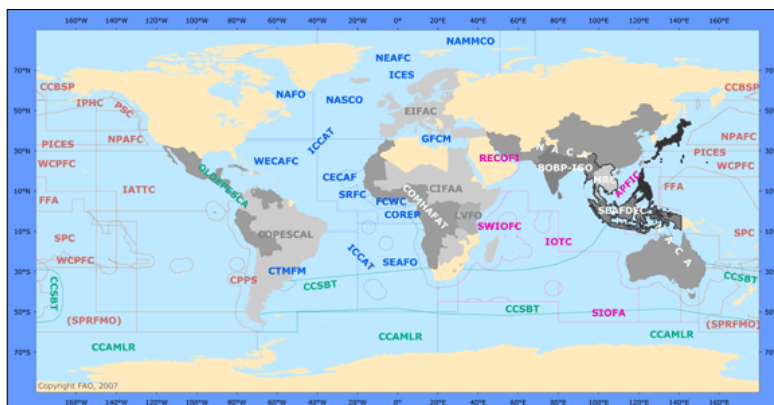 NAMMCO
NEAFC
ICES
70°N 70°N
CCBSP CCBSP
IPHC
PSC
NAFO
NASCO
EIFAC
50°N 50°N
ICCAT
GFCM
NPAFC NPAFC
PICES PICES
30°N 30°N
WCPFC WCPFC
WECAFC
RECOFI
N A C A
BOBP-IGO
MRC
APFIC
OLDEPESCA
IATTC
CECAF
SRFC
CIFAA
FCWC
COMHAFAT
COREP
LVFO
FFA FFA
10°N 10°N
SEAFDEC
COPESCAL
SWIOFC
IOTC
N A C A
10°S 10°S
SPC SPC
WCPFC
ICCAT
SEAFO
CTMFM
CPPS
30°S 30°S
CCSBT CCSBT CCSBT CCSBT
50°S 50°S
(SPRFMO) (SPRFMO)
SIOFA
CCAMLR CCAMLR CCAMLR
70°S 70°S
Copyright FAO, 2007
160°W 140°W 120°W 100°W 80°W 60°W 40°W 20°W 0° 20°E 40°E 60°E 80°E 100°E 120°E 140°E 160°E
160°W 140°W 120°W 100°W 80°W 60°W 40°W 20°W 0° 20°E 40°E 60°E 80°E 100°E 120°E 140°E 160°E